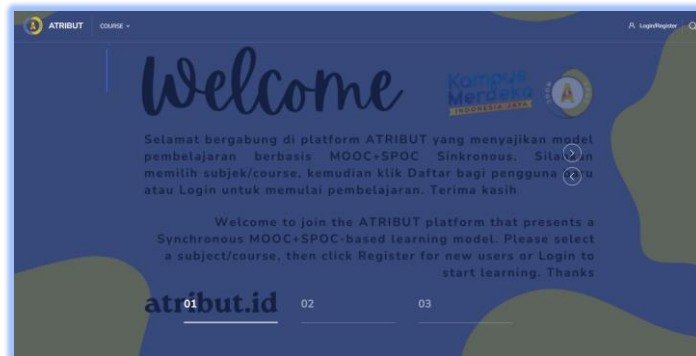 ATRIBUT
COURSE
Login/Register
Welcome
Kampus
Merdeka
INDONESIA JAYA
A
Selamat bergabung di platform ATRIBUT yang menyajikan model
pembelajaran berbasis MOOC+SPOC Sinkronous. Silahkan
memilih subjek/course, kemudian klik Daftar bagi pengguna baru
atau Login untuk memulai pembelajaran. Terima kasih
Welcome to join the ATRIBUT platform that presents a
Synchronous MOOC+SPOC-based learning model. Please select
a subject/course, then click Register for new users or Login to
start learning. Thanks
atribut.id
01
02
03